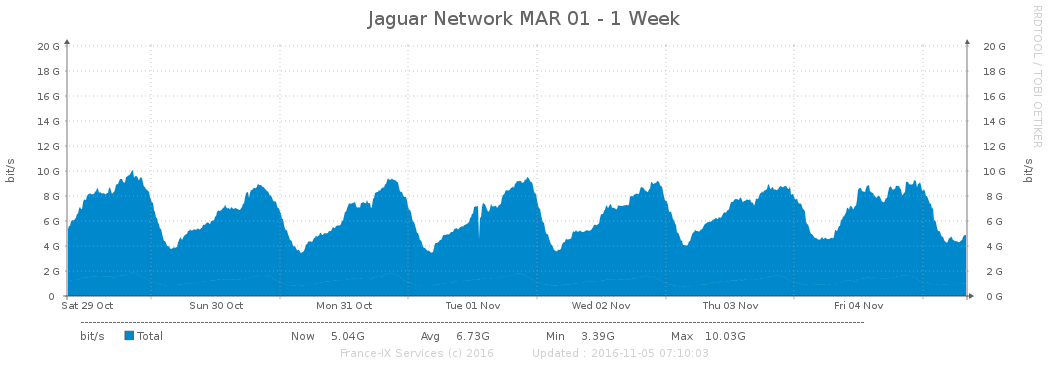 Jaguar Network MAR 01 - 1 Week
RRDTOOL / TOBI OETIKER
bit/s
20 G 20 G
18 G 18 G
16 G 16 G
14 G 14 G
12 G 12 G
10 G 10 G
8 G 8 G
6 G 6 G
4 G 4 G
2 G 2 G
0 0 G
bit/s
Sat 29 Oct Sun 30 Oct Mon 31 Oct Tue 01 Nov Wed 02 Nov Thu 03 Nov Fri 04 Nov
bit/s Total Now 5.04G Avg 6.73G Min 3.39G Max 10.03G
France-IX Services (c) 2016 Updated : 2016-11-05 07:10:03